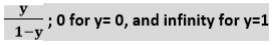 y/(1-y) ; 0 for y= 0, and infinity for y=1